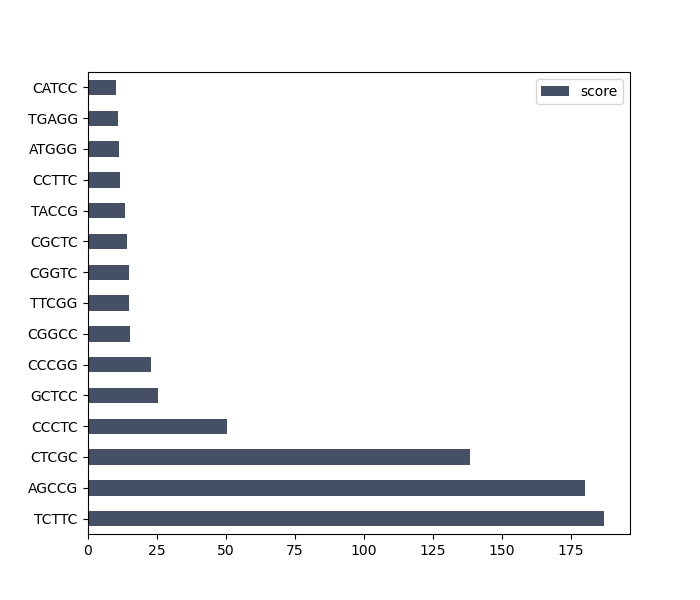 score
CATCC
TGAGG
ATGGG
CCTTC
TACCG
CGCTC
CGGTC
TTCGG
CGGCC
CCCGG
GCTCC
CCCTC
CTCGC
AGCCG
TCTTC
0 25 50 75 100 125 150 175